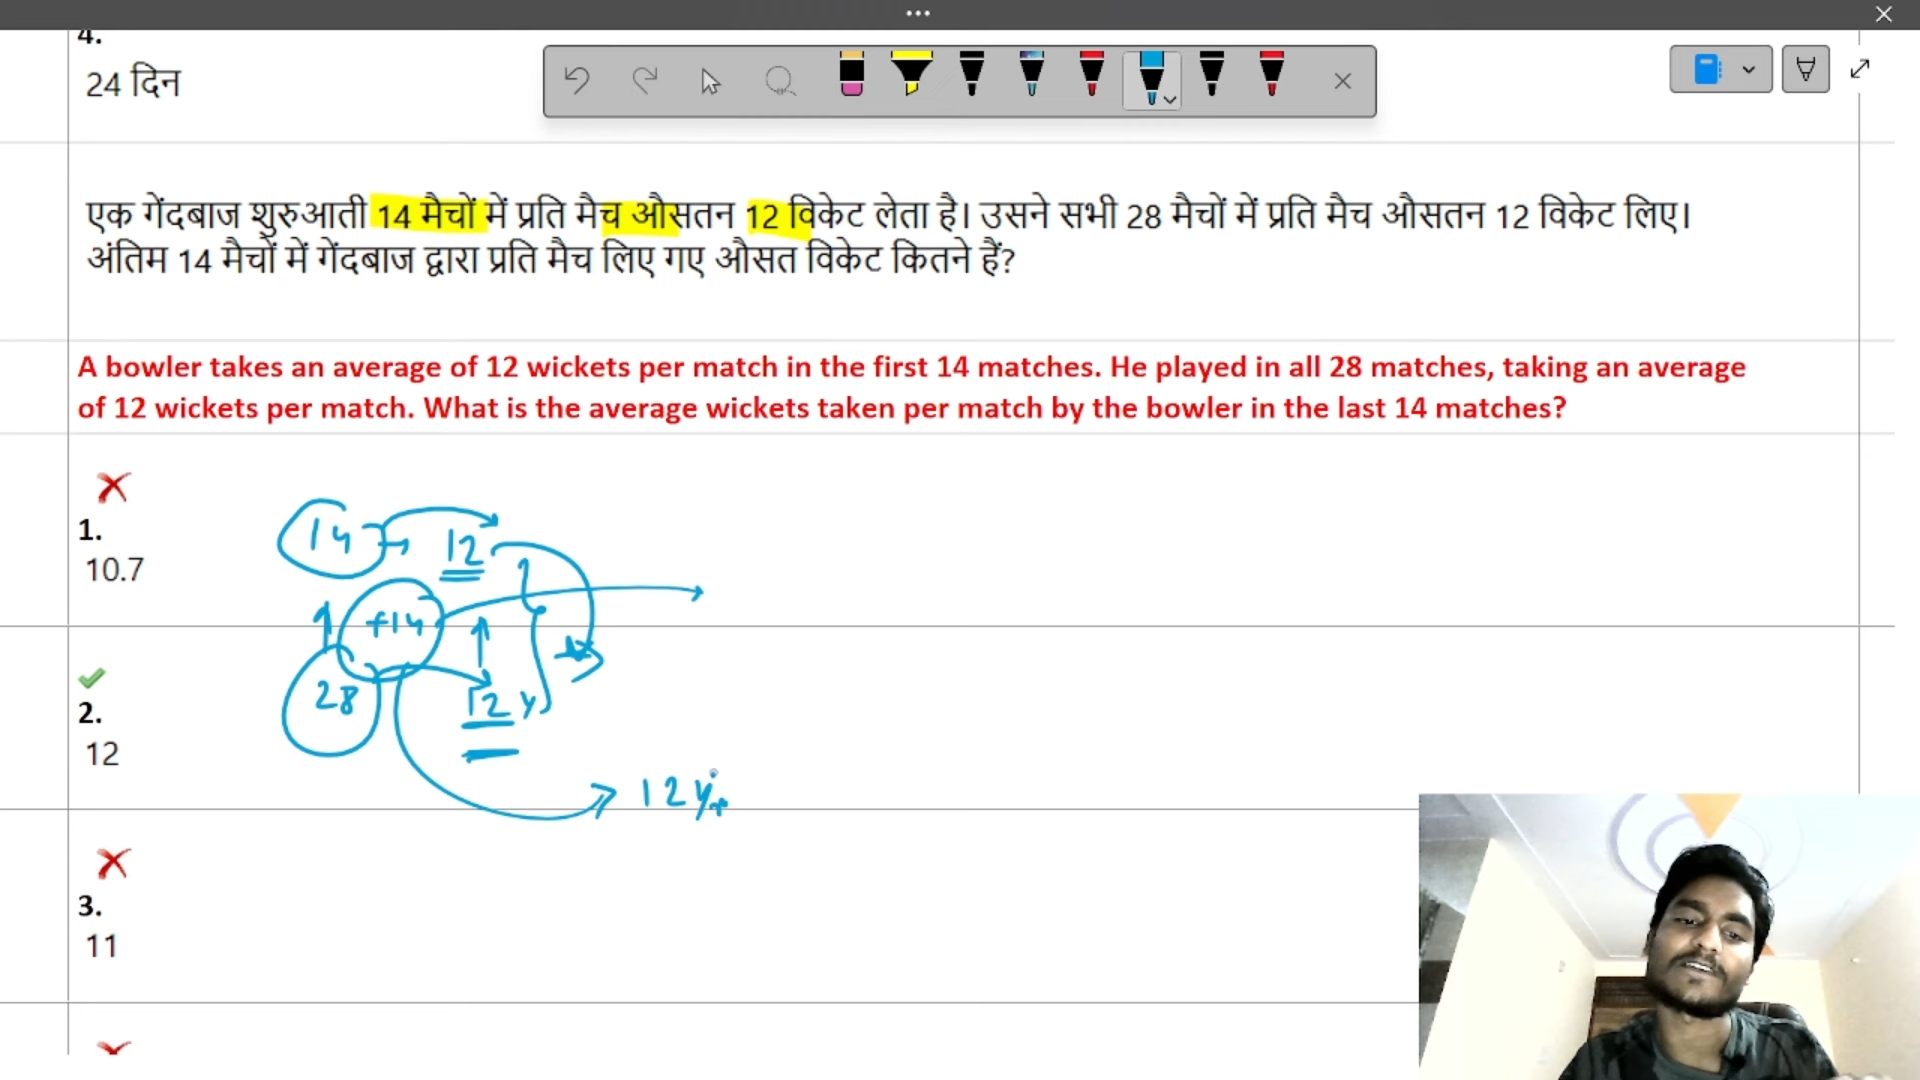 4.
24 दिन
एक गेंदबाज शुरुआती 14 मैचों में प्रति मैच औसतन 12 विकेट लेता है। उसने सभी 28 मैचों में प्रति मैच औसतन 12 विकेट लिए।
अंतिम 14 मैचों में गेंदबाज द्वारा प्रति मैच लिए गए औसत विकेट कितने हैं?
A bowler takes an average of 12 wickets per match in the first 14 matches. He played in all 28 matches, taking an average
of 12 wickets per match. What is the average wickets taken per match by the bowler in the last 14 matches?
1.
10.7
14 12
+14
28 12
12
2.
12
3.
11